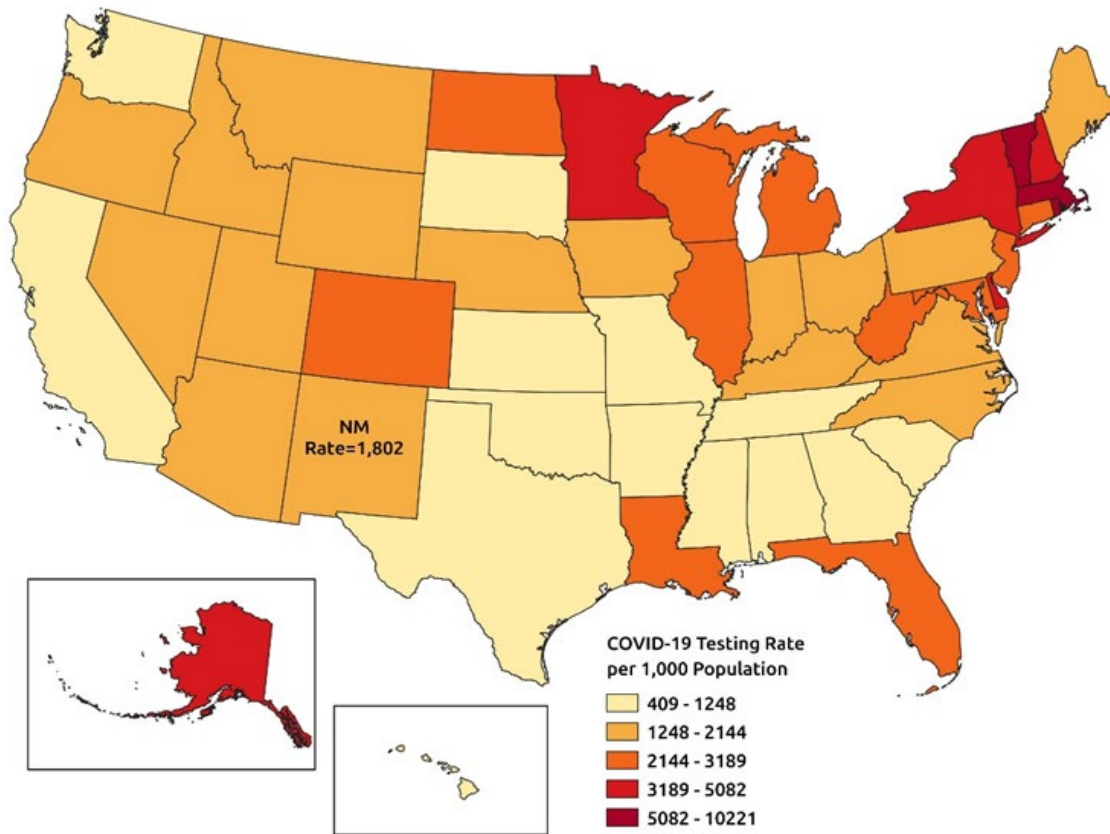 NM
Rate=1,802
COVID-19 Testing Rate
per 1,000 Population
409 - 1248
1248 - 2144
2144 - 3189
3189 - 5082
5082 - 10221